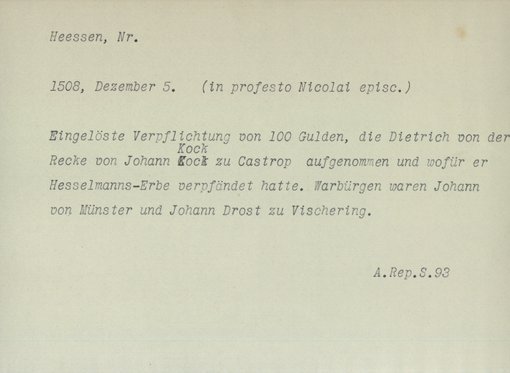 Heessen, Nr.
1508, Dezember 5. (in profesto Nicolai episc.)
Eingelöste Verpflichtung von 100 Gulden, die Dietrich von der
Kock
Recke von Johann Kock zu Castrop aufgenommen und wofür er
Hesselmanns-Erbe verpfändet hatte. Warbürgen waren Johann
von Münster und Johann Drost zu Vischering.
A.Rep.S.93